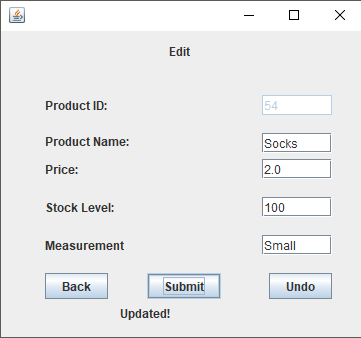 Edit
Product ID: 54
Product Name: Socks
Price: 2.0
Stock Level: 100
Measurement Small
Back Submit Undo
Updated!